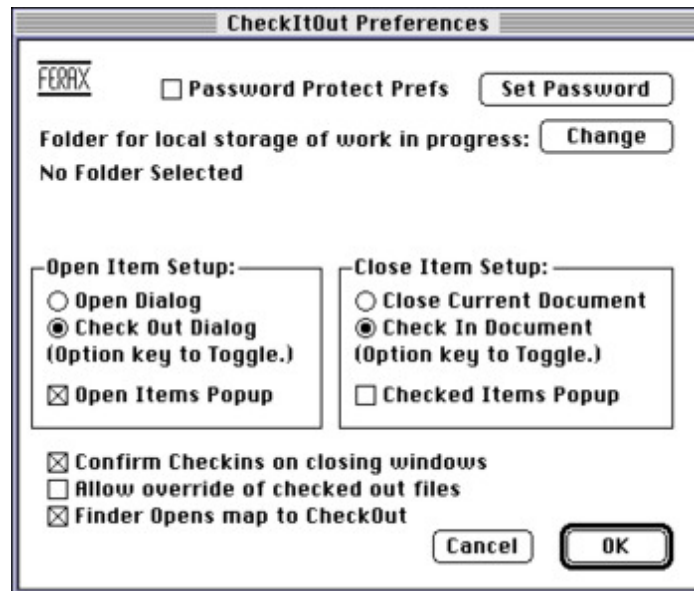 CheckItOut Preferences
FERAX
Password Protect Prefs
Set Password
Folder for local storage of work in progress:
Change
No Folder Selected
Open Item Setup:
Open Dialog
Check Out Dialog
(Option key to Toggle.)
Open Items Popup
Close Item Setup:
Close Current Document
Check In Document
(Option key to Toggle.)
Checked Items Popup
Confirm Checkins on closing windows
Allow override of checked out files
Finder Opens map to CheckOut
Cancel
OK